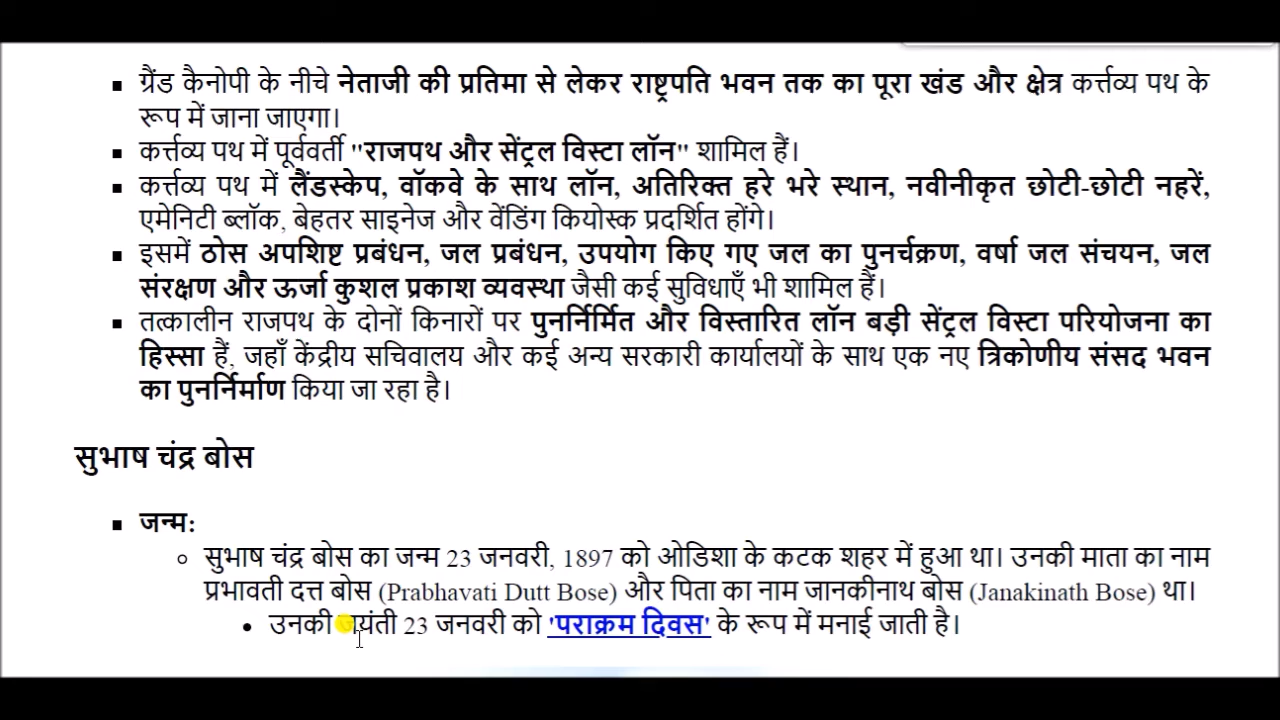 ग्रैंड कैनोपी के नीचे नेताजी की प्रतिमा से लेकर राष्ट्रपति भवन तक का पूरा खंड और क्षेत्र कर्त्तव्य पथ के
रूप में जाना जाएगा।
कर्त्तव्य पथ में पूर्ववर्ती "राजपथ और सेंट्रल विस्टा लॉन" शामिल हैं।
कर्त्तव्य पथ में लैंडस्केप, वॉकवे के साथ लॉन, अतिरिक्त हरे भरे स्थान, नवीनीकृत छोटी-छोटी नहरें,
एमेनिटी ब्लॉक, बेहतर साइनेज और वेंडिंग कियोस्क प्रदर्शित होंगे।
इसमें ठोस अपशिष्ट प्रबंधन, जल प्रबंधन, उपयोग किए गए जल का पुनर्चक्रण, वर्षा जल संचयन, जल
संरक्षण और ऊर्जा कुशल प्रकाश व्यवस्था जैसी कई सुविधाएँ भी शामिल हैं।
तत्कालीन राजपथ के दोनों किनारों पर पुनर्निर्मित और विस्तारित लॉन बड़ी सेंट्रल विस्टा परियोजना का
हिस्सा हैं, जहाँ केंद्रीय सचिवालय और कई अन्य सरकारी कार्यालयों के साथ एक नए त्रिकोणीय संसद भवन
का पुनर्निर्माण किया जा रहा है।
सुभाष चंद्र बोस
जन्म:
सुभाष चंद्र बोस का जन्म 23 जनवरी, 1897 को ओडिशा के कटक शहर में हुआ था। उनकी माता का नाम
प्रभावती दत्त बोस (Prabhavati Dutt Bose) और पिता का नाम जानकीनाथ बोस (Janakinath Bose) था।
उनकी जयंती 23 जनवरी को 'पराक्रम दिवस' के रूप में मनाई जाती है।